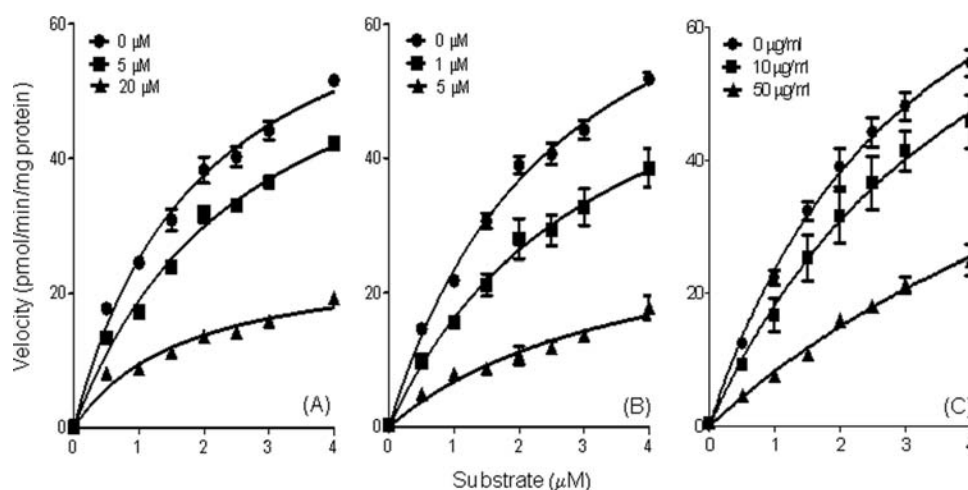 60
40
20
0
Velocity (pmol/min/mg protein)
0 μM
5 μM
20 μM
(A)
0 1 2 3 4
60
40
20
0
0 μM
1 μM
5 μM
(B)
0 1 2 3 4
60
40
20
0
0 μg/ml
10 μg/ml
50 μg/ml
(C)
0 1 2 3
Substrate (μM)